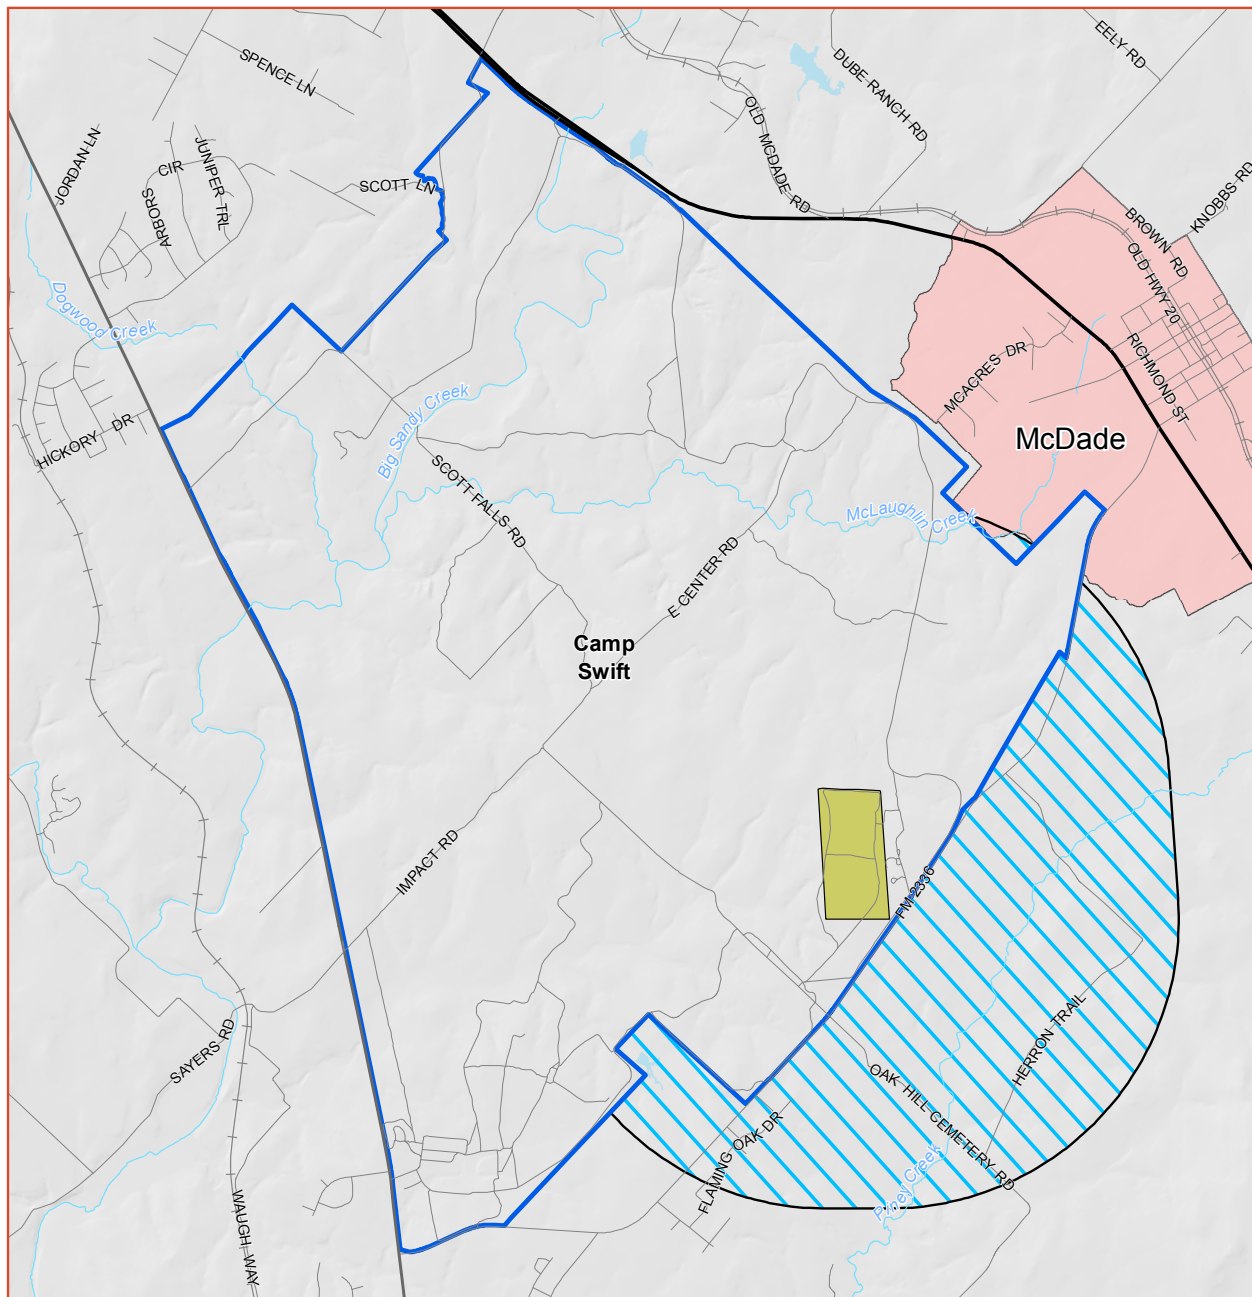 EELY RD
SPENCE LN
DUBE RANCH RD
OLD MCDADE RD
JORDAN LN
JUNIPER TRL
CIR
ARBORS
SCOTT LN
KNOBBS RD
BROWN RD
OLD HWY 20
Dogwood Creek
RICHMOND ST
MCACRES DR
McDade
HICKORY DR
Big Sandy Creek
SCOTT FALLS RD
McLaughlin Creek
E CENTER RD
Camp
Swift
IMPACT RD
FM 2336
SAYERS RD
HERRON TRAIL
OAK HILL CEMETERY RD
FLAMING OAK DR
Piney Creek
WAUGH WAY